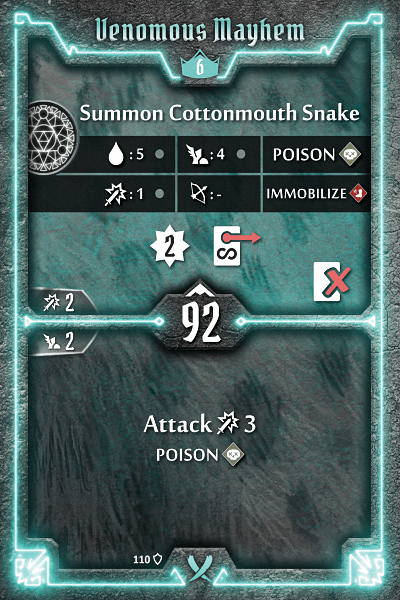 Venomous Mayhem
6
Summon Cottonmouth Snake
: 5 : 4 POISON
: 1 : - IMMOBILIZE
2
2
92
2
Attack 3
POISON
110